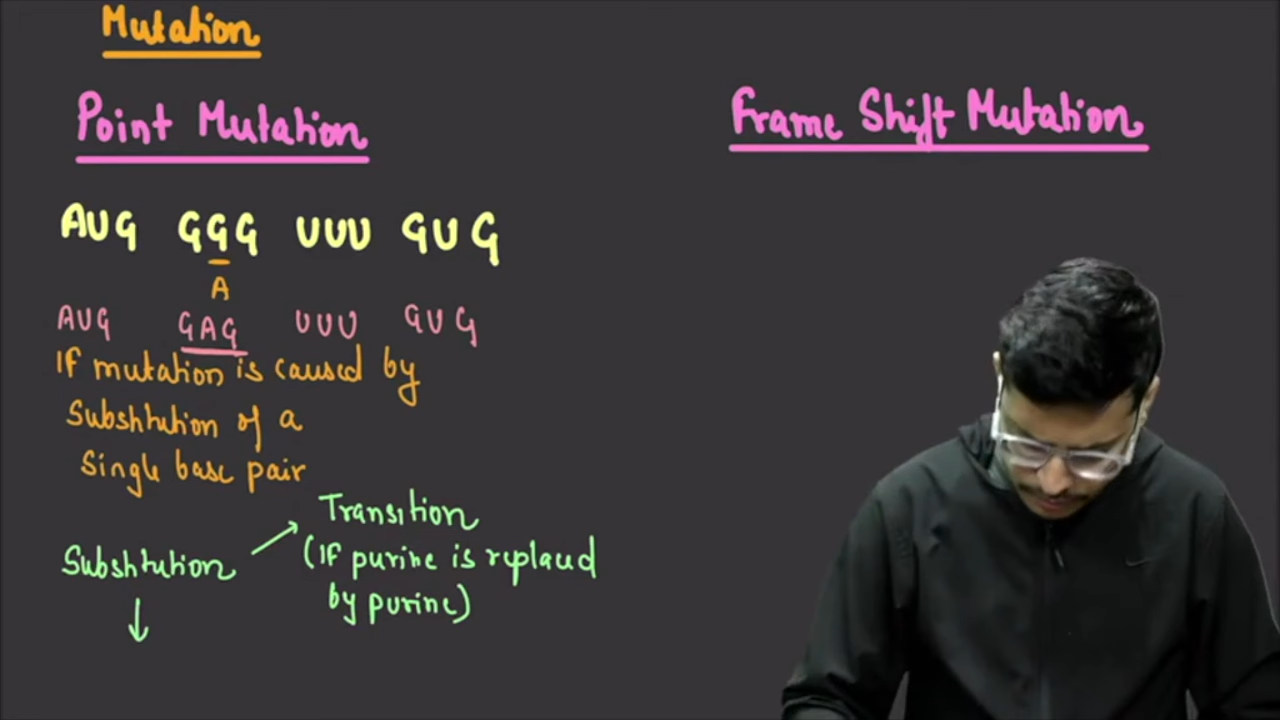 Mutation
Point Mutation
Frame Shift Mutation
AUG GGG UUU GUG
A
AUG GAG UUU GUG
If mutation is caused by
Substitution of a
Single base pair
Transition
Substitution
(If purine is replaced
by purine)